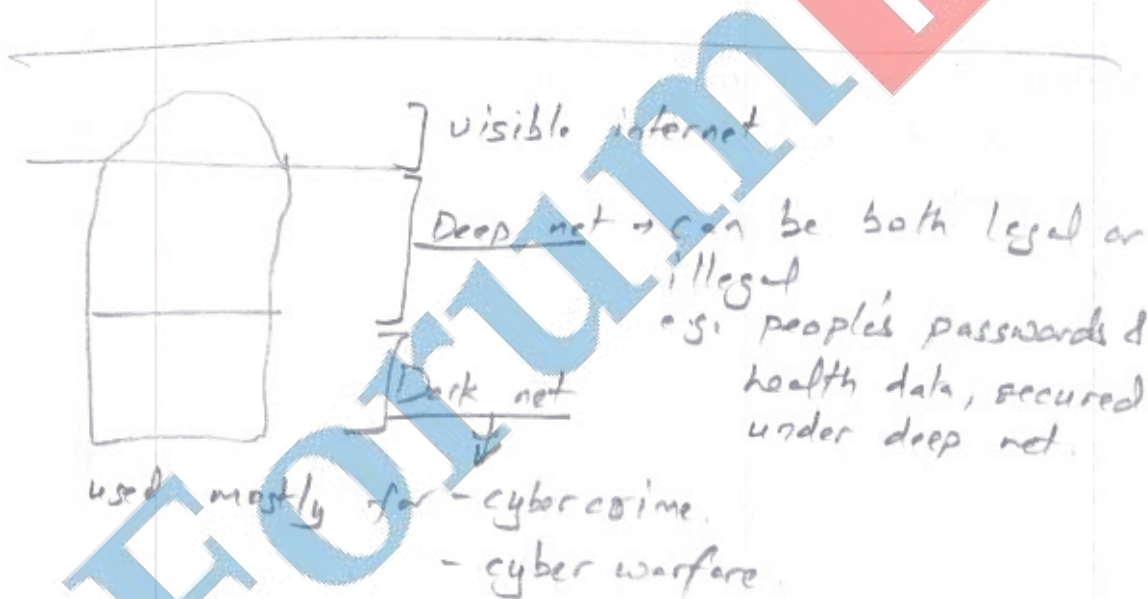 visible internet
Deep net → can be both legal or
illegal
e.g. people's passwords &
health data, secured
under deep net.
Dark net
used mostly for - cybercrime.
- cyber warfare.
Forum